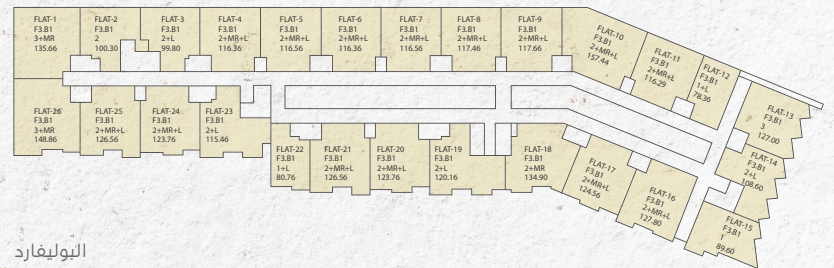 FLAT-1
F3.B1
3+MR
135.66
FLAT-2
F3.B1
2
100.30
FLAT-3
F3.B1
2+L
99.80
FLAT-4
F3.B1
2+MR+L
116.36
FLAT-5
F3.B1
2+MR+L
116.56
FLAT-6
F3.B1
2+MR+L
116.36
FLAT-7
F3.B1
2+MR+L
116.56
FLAT-8
F3.B1
2+MR+L
117.46
FLAT-9
F3.B1
2+MR+L
117.66
FLAT-10
F3.B1
2+MR+L
157.44
FLAT-11
F3.B1
2+MR+L
116.29
FLAT-12
F3.B1
1+L
78.36
FLAT-13
F3.B1
3
127.00
FLAT-14
F3.B1
2+L
108.60
FLAT-15
F3.B1
1
89.60
FLAT-16
F3.B1
2+MR+L
127.80
FLAT-17
F3.B1
2+MR+L
124.56
FLAT-18
F3.B1
2+MR
134.90
FLAT-19
F3.B1
2+L
120.16
FLAT-20
F3.B1
2+MR+L
123.76
FLAT-21
F3.B1
2+MR+L
126.56
FLAT-22
F3.B1
1+L
80.76
FLAT-23
F3.B1
2+L
115.46
FLAT-24
F3.B1
2+MR+L
123.76
FLAT-25
F3.B1
2+MR+L
126.56
FLAT-26
F3.B1
3+MR
148.86
البوليفارد